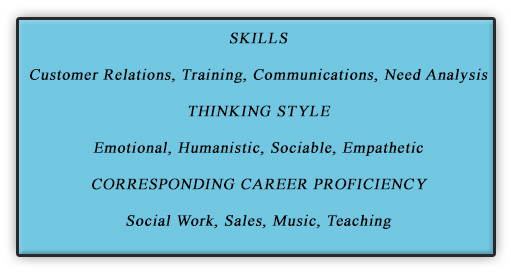 SKILLS
Customer Relations, Training, Communications, Need Analysis
THINKING STYLE
Emotional, Humanistic, Sociable, Empathetic
CORRESPONDING CAREER PROFICIENCY
Social Work, Sales, Music, Teaching